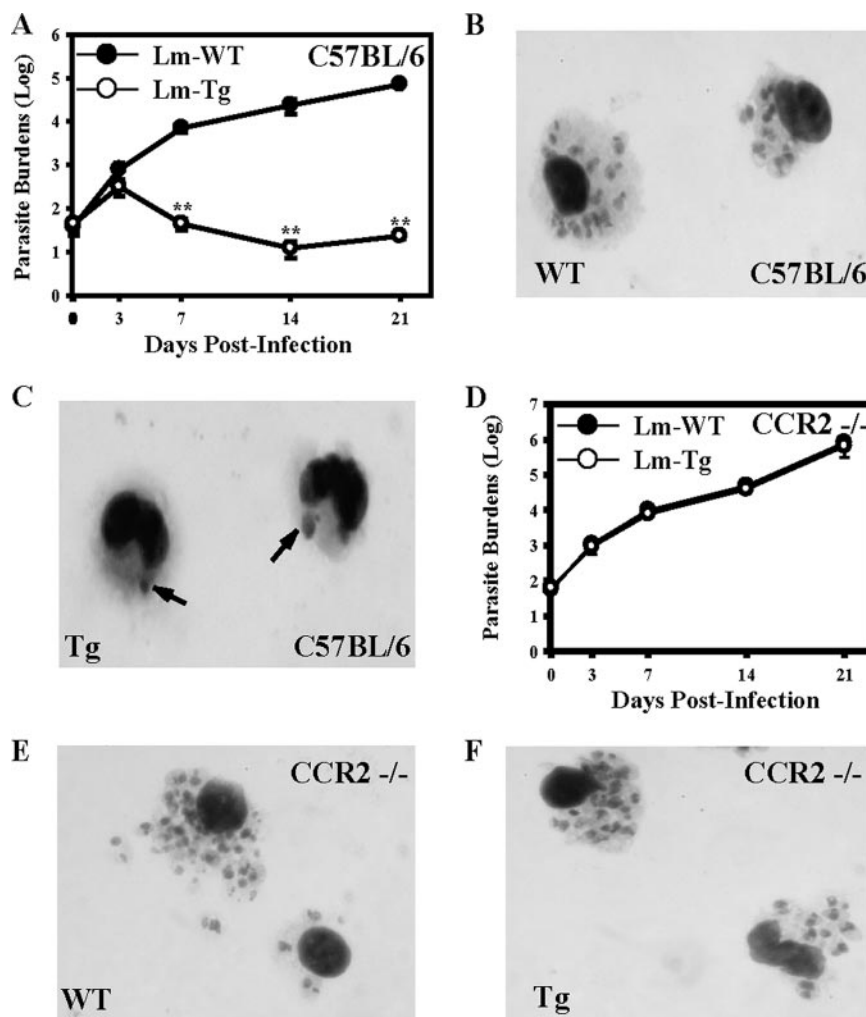 A
6
5
4
3
2
1
0
Parasite Burdens (Log)
Lm-WT
Lm-Tg
C57BL/6
**
**
**
0 3 7 14 21
Days Post-Infection
B
WT
C57BL/6
C
Tg
C57BL/6
D
7
6
5
4
3
2
1
0
Parasite Burdens (Log)
Lm-WT
Lm-Tg
CCR2 -/-
0 3 7 14 21
Days Post-Infection
E
CCR2 -/-
WT
F
CCR2 -/-
Tg